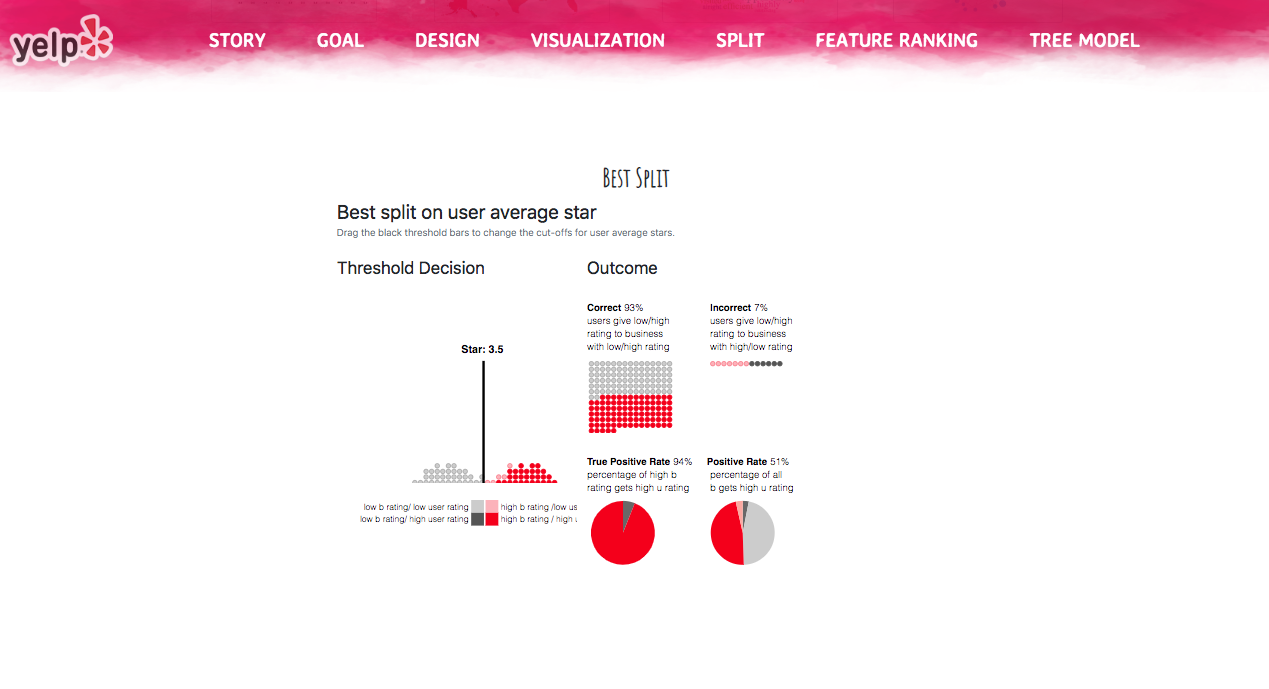 yelp
STORY GOAL DESIGN VISUALIZATION SPLIT FEATURE RANKING TREE MODEL
BEST SPLIT
Best split on user average star
Drag the black threshold bars to change the cut-offs for user average stars.
Threshold Decision
Star: 3.5
low b rating/ low user rating
high b rating /low us
low b rating/ high user rating
high b rating / high
Outcome
Correct 93%
users give low/high
rating to business
with low/high rating
Incorrect 7%
users give low/high
rating to business
with high/low rating
True Positive Rate 94%
percentage of high b
rating gets high u rating
Positive Rate 51%
percentage of all
b gets high u rating